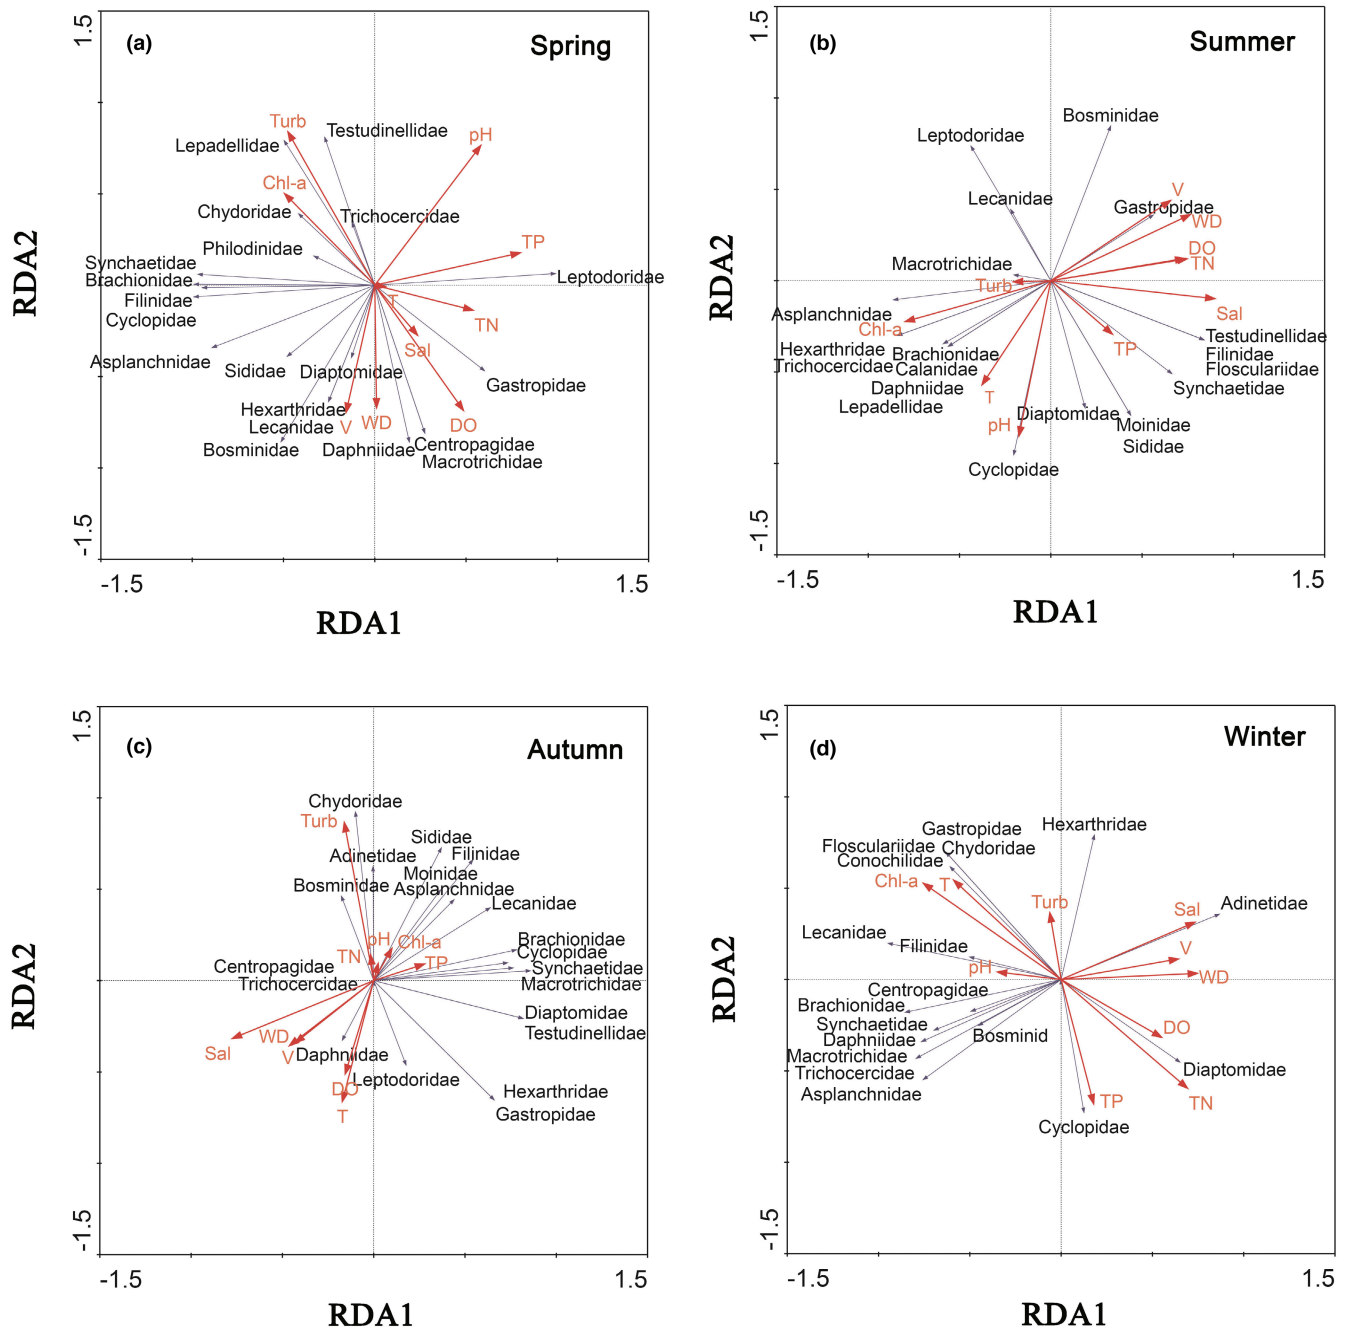 1.5
(a)
Spring
Turb
Testudinellidae
pH
Lepadellidae
Chl-a
Chydoridae
Trichocercidae
Philodinidae
TP
Synchaetidae
Leptodoridae
Brachionidae
Filinidae
T
Cyclopidae
TN
Sal
Asplanchnidae
Sididae
Diaptomidae
Gastropidae
Hexarthridae
Lecanidae
V
WD
DO
Bosminidae
Daphniidae
Centropagidae
Macrotrichidae
RDA2
-1.5
-1.5
1.5
RDA1
1.5
(b)
Summer
Bosminidae
Leptodoridae
V
Lecanidae
Gastropidae
WD
DO
Macrotrichidae
TN
Turb
Asplanchnidae
Sal
Chl-a
Testudinellidae
Hexarthridae
Brachionidae
TP
Filinidae
Trichocercidae
Calanidae
Flosculariidae
Daphniidae
T
Synchaetidae
Lepadellidae
Diaptomidae
pH
Moinidae
Sididae
Cyclopidae
RDA2
-1.5
-1.5
1.5
RDA1
1.5
(c)
Autumn
Chydoridae
Turb
Sididae
Adinetidae
Filinidae
Moinidae
Bosminidae
Asplanchnidae
Lecanidae
pH
Chl-a
Brachionidae
TN
TP
Cyclopidae
Centropagidae
Synchaetidae
Trichocercidae
Macrotrichidae
Diaptomidae
WD
Testudinellidae
Sal
V
Daphniidae
Leptodoridae
DO
Hexarthridae
T
Gastropidae
RDA2
-1.5
-1.5
1.5
RDA1
1.5
(d)
Winter
Gastropidae
Hexarthridae
Flosculariidae
Chydoridae
Conochilidae
Chl-a
T
Turb
Sal
Adinetidae
Lecanidae
Filinidae
V
pH
WD
Centropagidae
Brachionidae
Synchaetidae
DO
Daphniidae
Bosminid
Macrotrichidae
Diaptomidae
Trichocercidae
Asplanchnidae
TP
TN
Cyclopidae
RDA2
-1.5
-1.5
1.5
RDA1